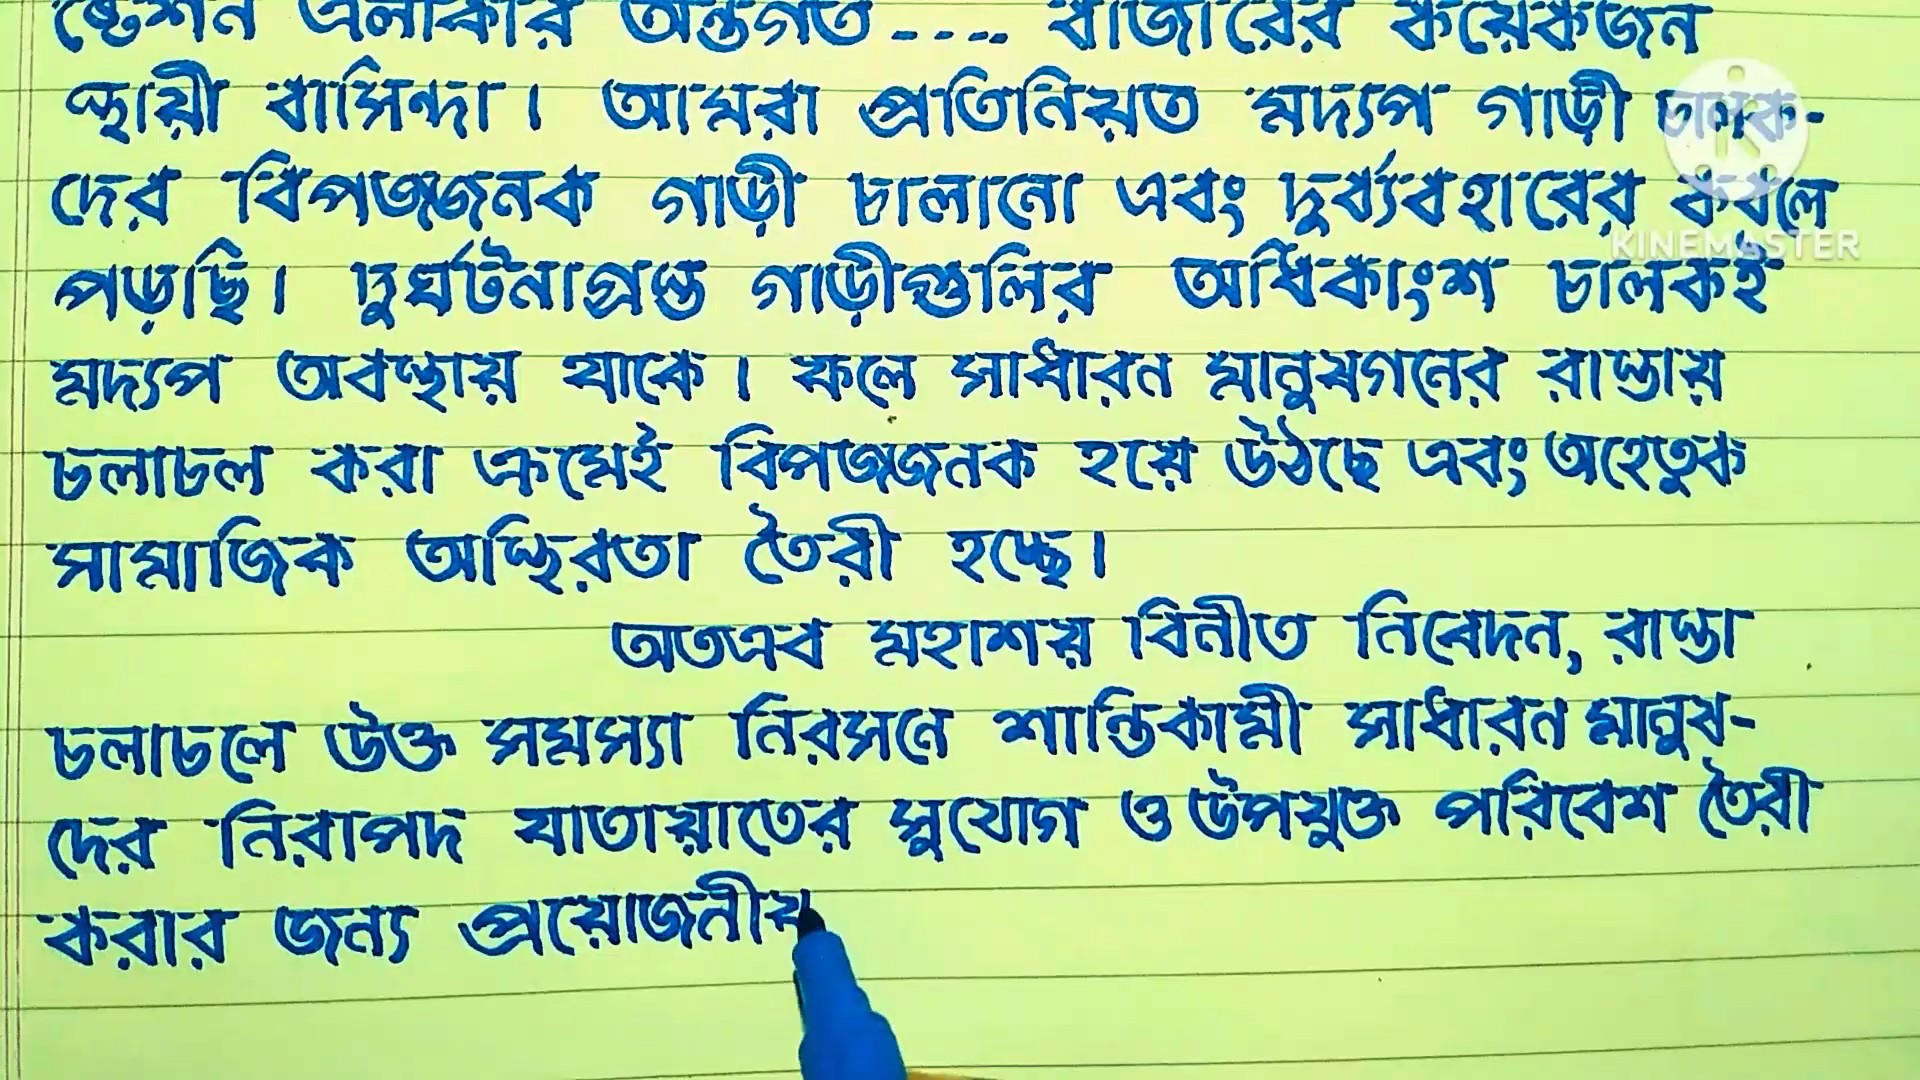 ষ্টেশন এলাকার অন্তর্গত---- বাজারের কয়েকজন
স্থায়ী বাসিন্দা। আমরা প্রতিনিয়ত মদ্যপ গাড়ী চালক-
দের বিপজ্জনক গাড়ী চালানো এবং দুর্ব্যবহারের কবলে
KINEMASTER
পড়ছি। দুর্ঘটনাগ্রস্ত গাড়ীগুলির অধিকাংশ চালকই
মদ্যপ অবস্থায় থাকে। ফলে সাধারন মানুষগনের রাস্তায়
চলাচল করা ক্রমেই বিপজ্জনক হয়ে উঠছে এবং অহেতুক
সামাজিক অস্থিরতা তৈরী হচ্ছে।
অতএব মহাশয় বিনীত নিবেদন, রাস্তা
চলাচলে উক্ত সমস্যা নিরসনে শান্তিকামী সাধারন মানুষ-
দের নিরাপদ যাতায়াতের সুযোগ ও উপযুক্ত পরিবেশ তৈরী
করার জন্য প্রয়োজনীয়